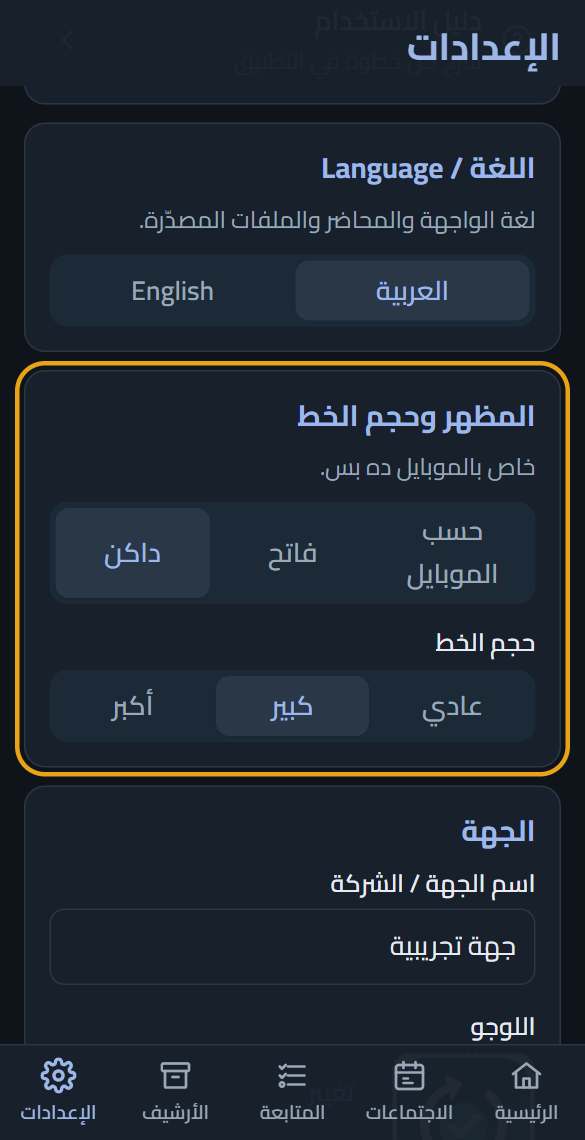 الإعدادات
اللغة / Language
لغة الواجهة والمحاضر والملفات المصدّرة.
العربية
English
المظهر وحجم الخط
خاص بالموبايل ده بس.
حسب الموبايل
فاتح
داكن
حجم الخط
عادي
كبير
أكبر
الجهة
اسم الجهة / الشركة
جهة تجريبية
اللوجو
تغيير
الرئيسية
الاجتماعات
المتابعة
الأرشيف
الإعدادات